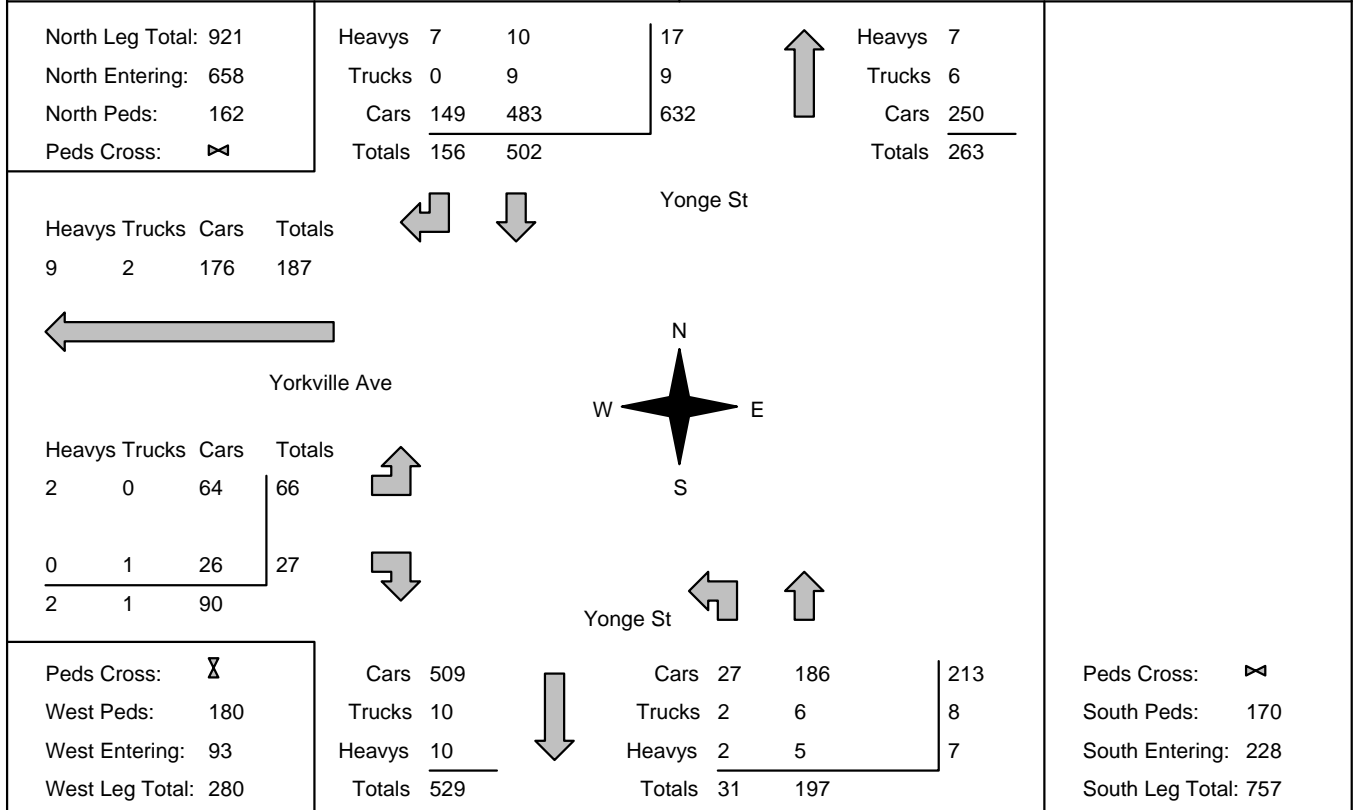 North Leg Total: 921
North Entering: 658
North Peds: 162
Peds Cross:
Heavys 7 10 17
Trucks 0 9 9
Cars 149 483 632
Totals 156 502
Heavys 7
Trucks 6
Cars 250
Totals 263
Yonge St
Heavys Trucks Cars Totals
9 2 176 187
Yorkville Ave
N
W E
S
Heavys Trucks Cars Totals
2 0 64 66
0 1 26 27
2 1 90
Yonge St
Peds Cross:
West Peds: 180
West Entering: 93
West Leg Total: 280
Cars 509
Trucks 10
Heavys 10
Totals 529
Cars 27 186 213
Trucks 2 6 8
Heavys 2 5 7
Totals 31 197
Peds Cross:
South Peds: 170
South Entering: 228
South Leg Total: 757